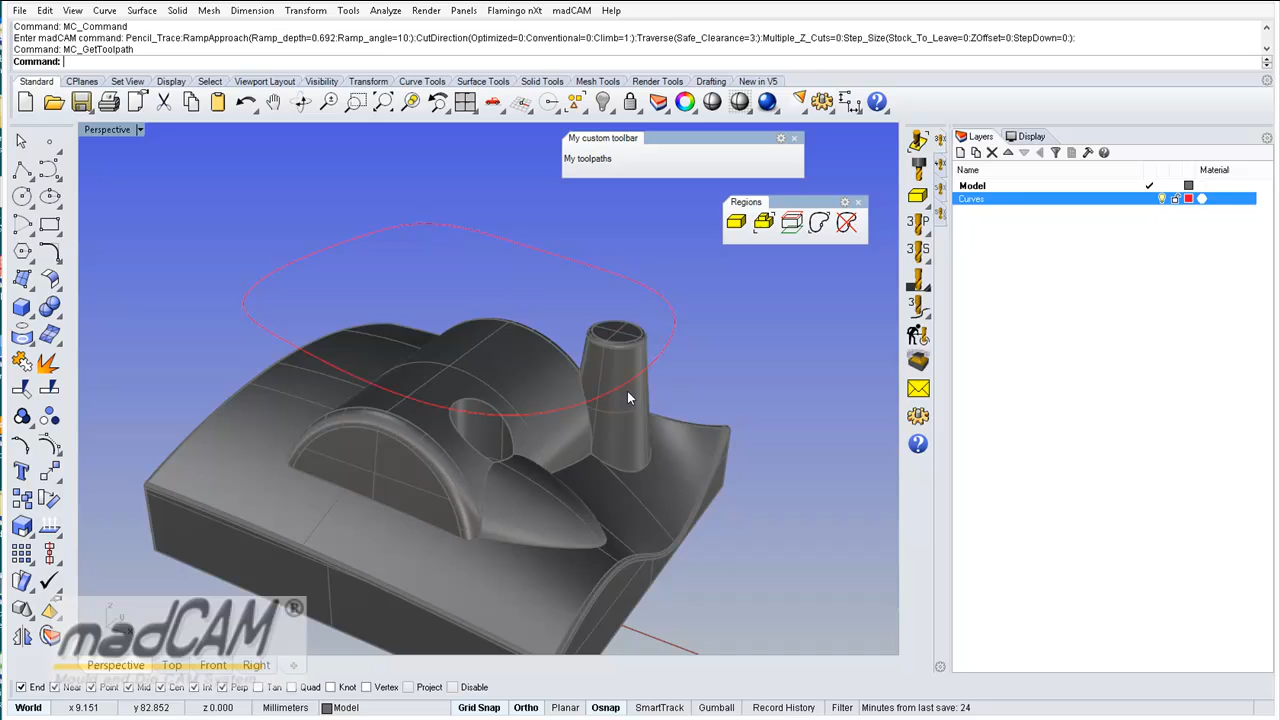 File Edit View Curve Surface Solid Mesh Dimension Transform Tools Analyze Render Panels Flamingo nXt madCAM Help
Command: MC_Command
Enter madCAM command: Pencil_Trace:RampApproach(Ramp_depth=0.692:Ramp_angle=10:):CutDirection(Optimized=0:Conventional=0:Climb=1:):Traverse(Safe_Clearance=3:):Multiple_Z_Cuts=0:Step_Size(Stock_To_Leave=0:ZOffset=0:StepDown=0:):
Command: MC_GetToolpath
Command:
Standard CPlanes Set View Display Select Viewport Layout Visibility Transform Curve Tools Surface Tools Solid Tools Mesh Tools Render Tools Drafting New in V5
Perspective
My custom toolbar
My toolpaths
Regions
Layers Display
Name Material
Model
Curves
madCAM®
Mould and Die CAM System
Perspective Top Front Right
End Near Point Mid Cen Int Perp Tan Quad Knot Vertex Project Disable
World x 9.151 y 82.852 z 0.000 Millimeters Model Grid Snap Ortho Planar Osnap SmartTrack Gumball Record History Filter Minutes from last save: 24